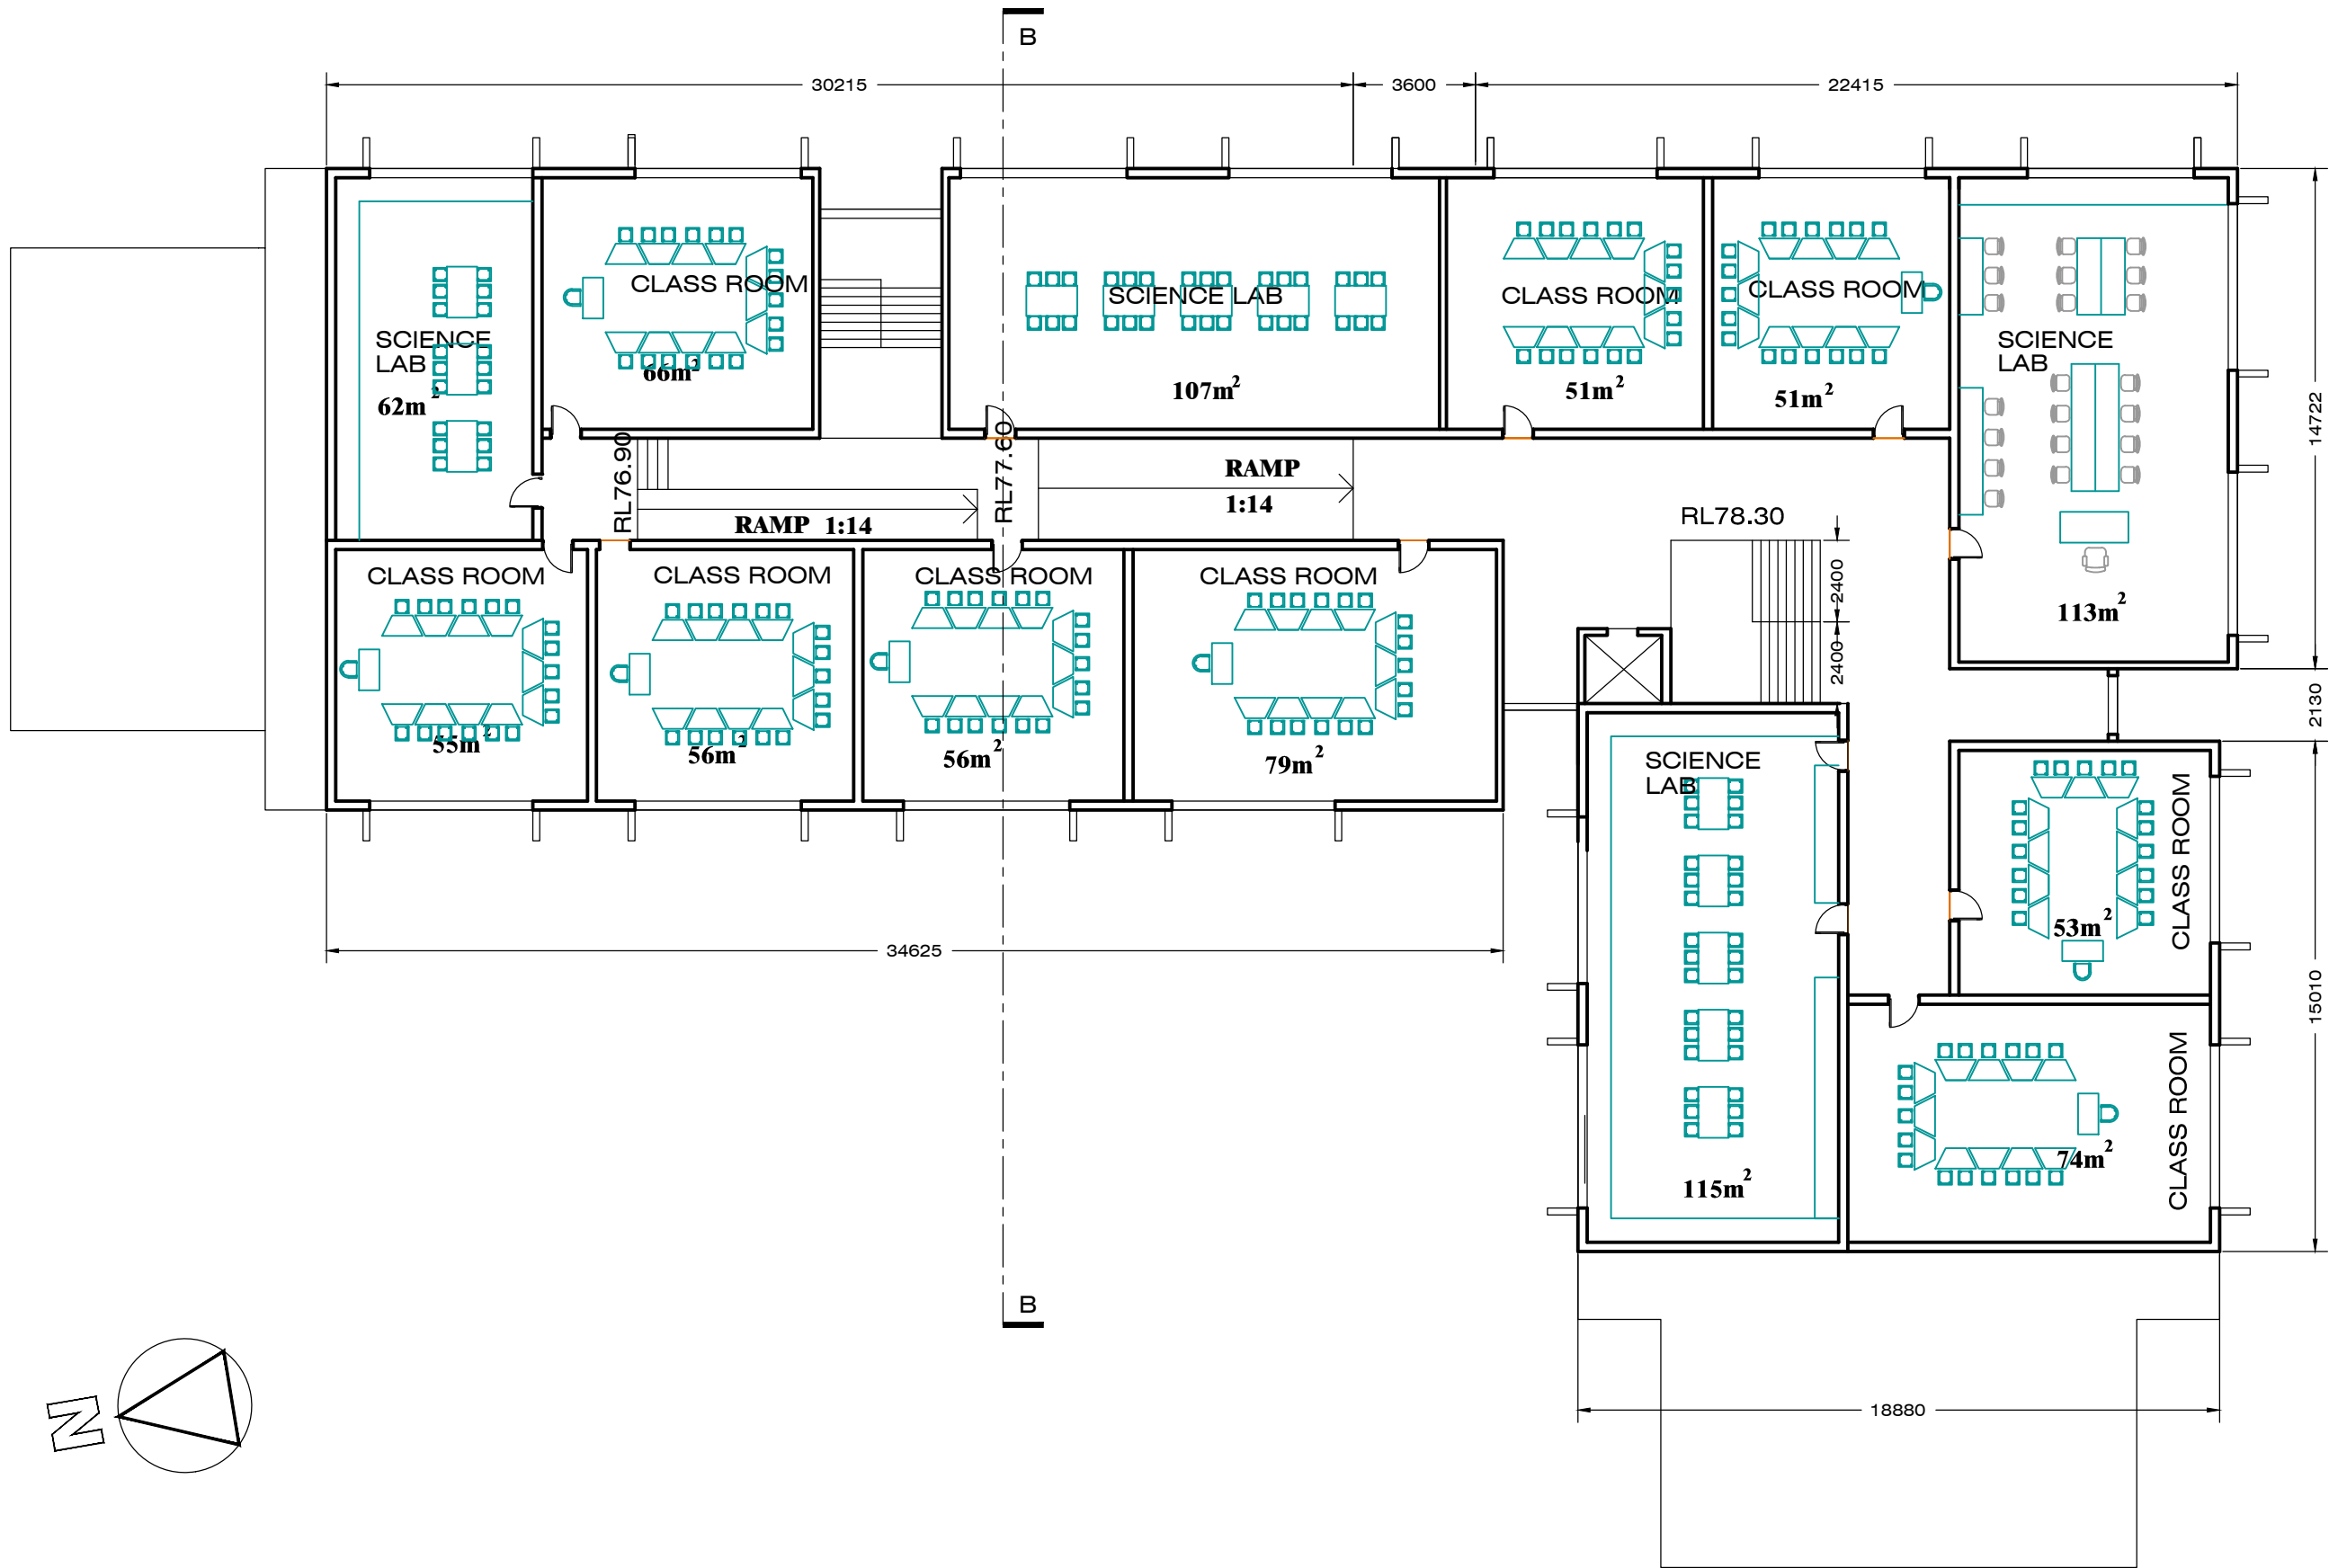 B
30215
3600
22415
CLASS ROOM
66m²
SCIENCE
LAB
62m²
SCIENCE LAB
107m²
CLASS ROOM
51m²
CLASS ROOM
51m²
SCIENCE
LAB
113m²
14722
RL76.90
RL77.60
RAMP
1:14
RAMP 1:14
RL78.30
2400
2400
2130
CLASS ROOM
55m²
CLASS ROOM
56m²
CLASS ROOM
56m²
CLASS ROOM
79m²
SCIENCE
LAB
115m²
CLASS ROOM
53m²
CLASS ROOM
74m²
15010
34625
B
18880
N